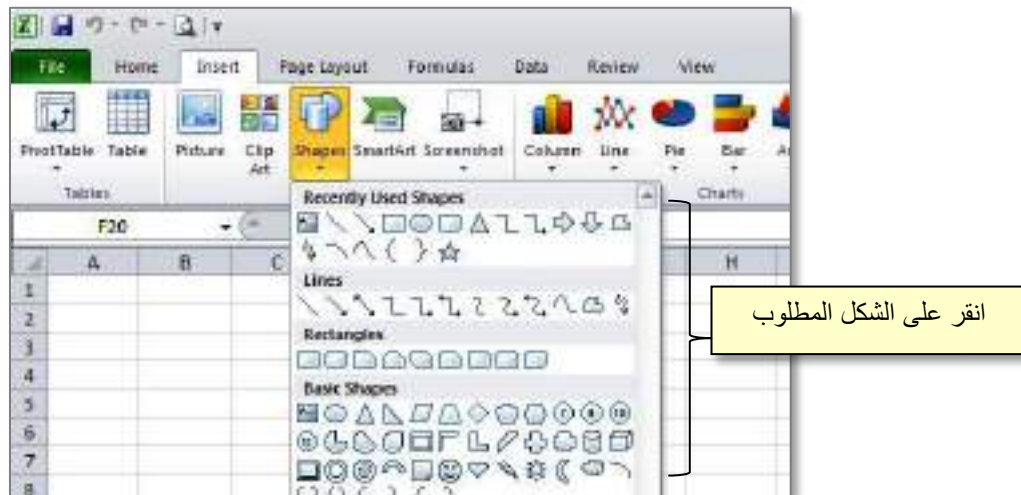 File Home Insert Page Layout Formulas Data Review View
PivotTable Table Picture Clip Art Shapes SmartArt Screenshot Column Line Pie Bar
Tables Charts
Recently Used Shapes
F20
A B C H
Lines
1
2
Rectangles
3
4
Basic Shapes
5
6
7
8
انقر على الشكل المطلوب